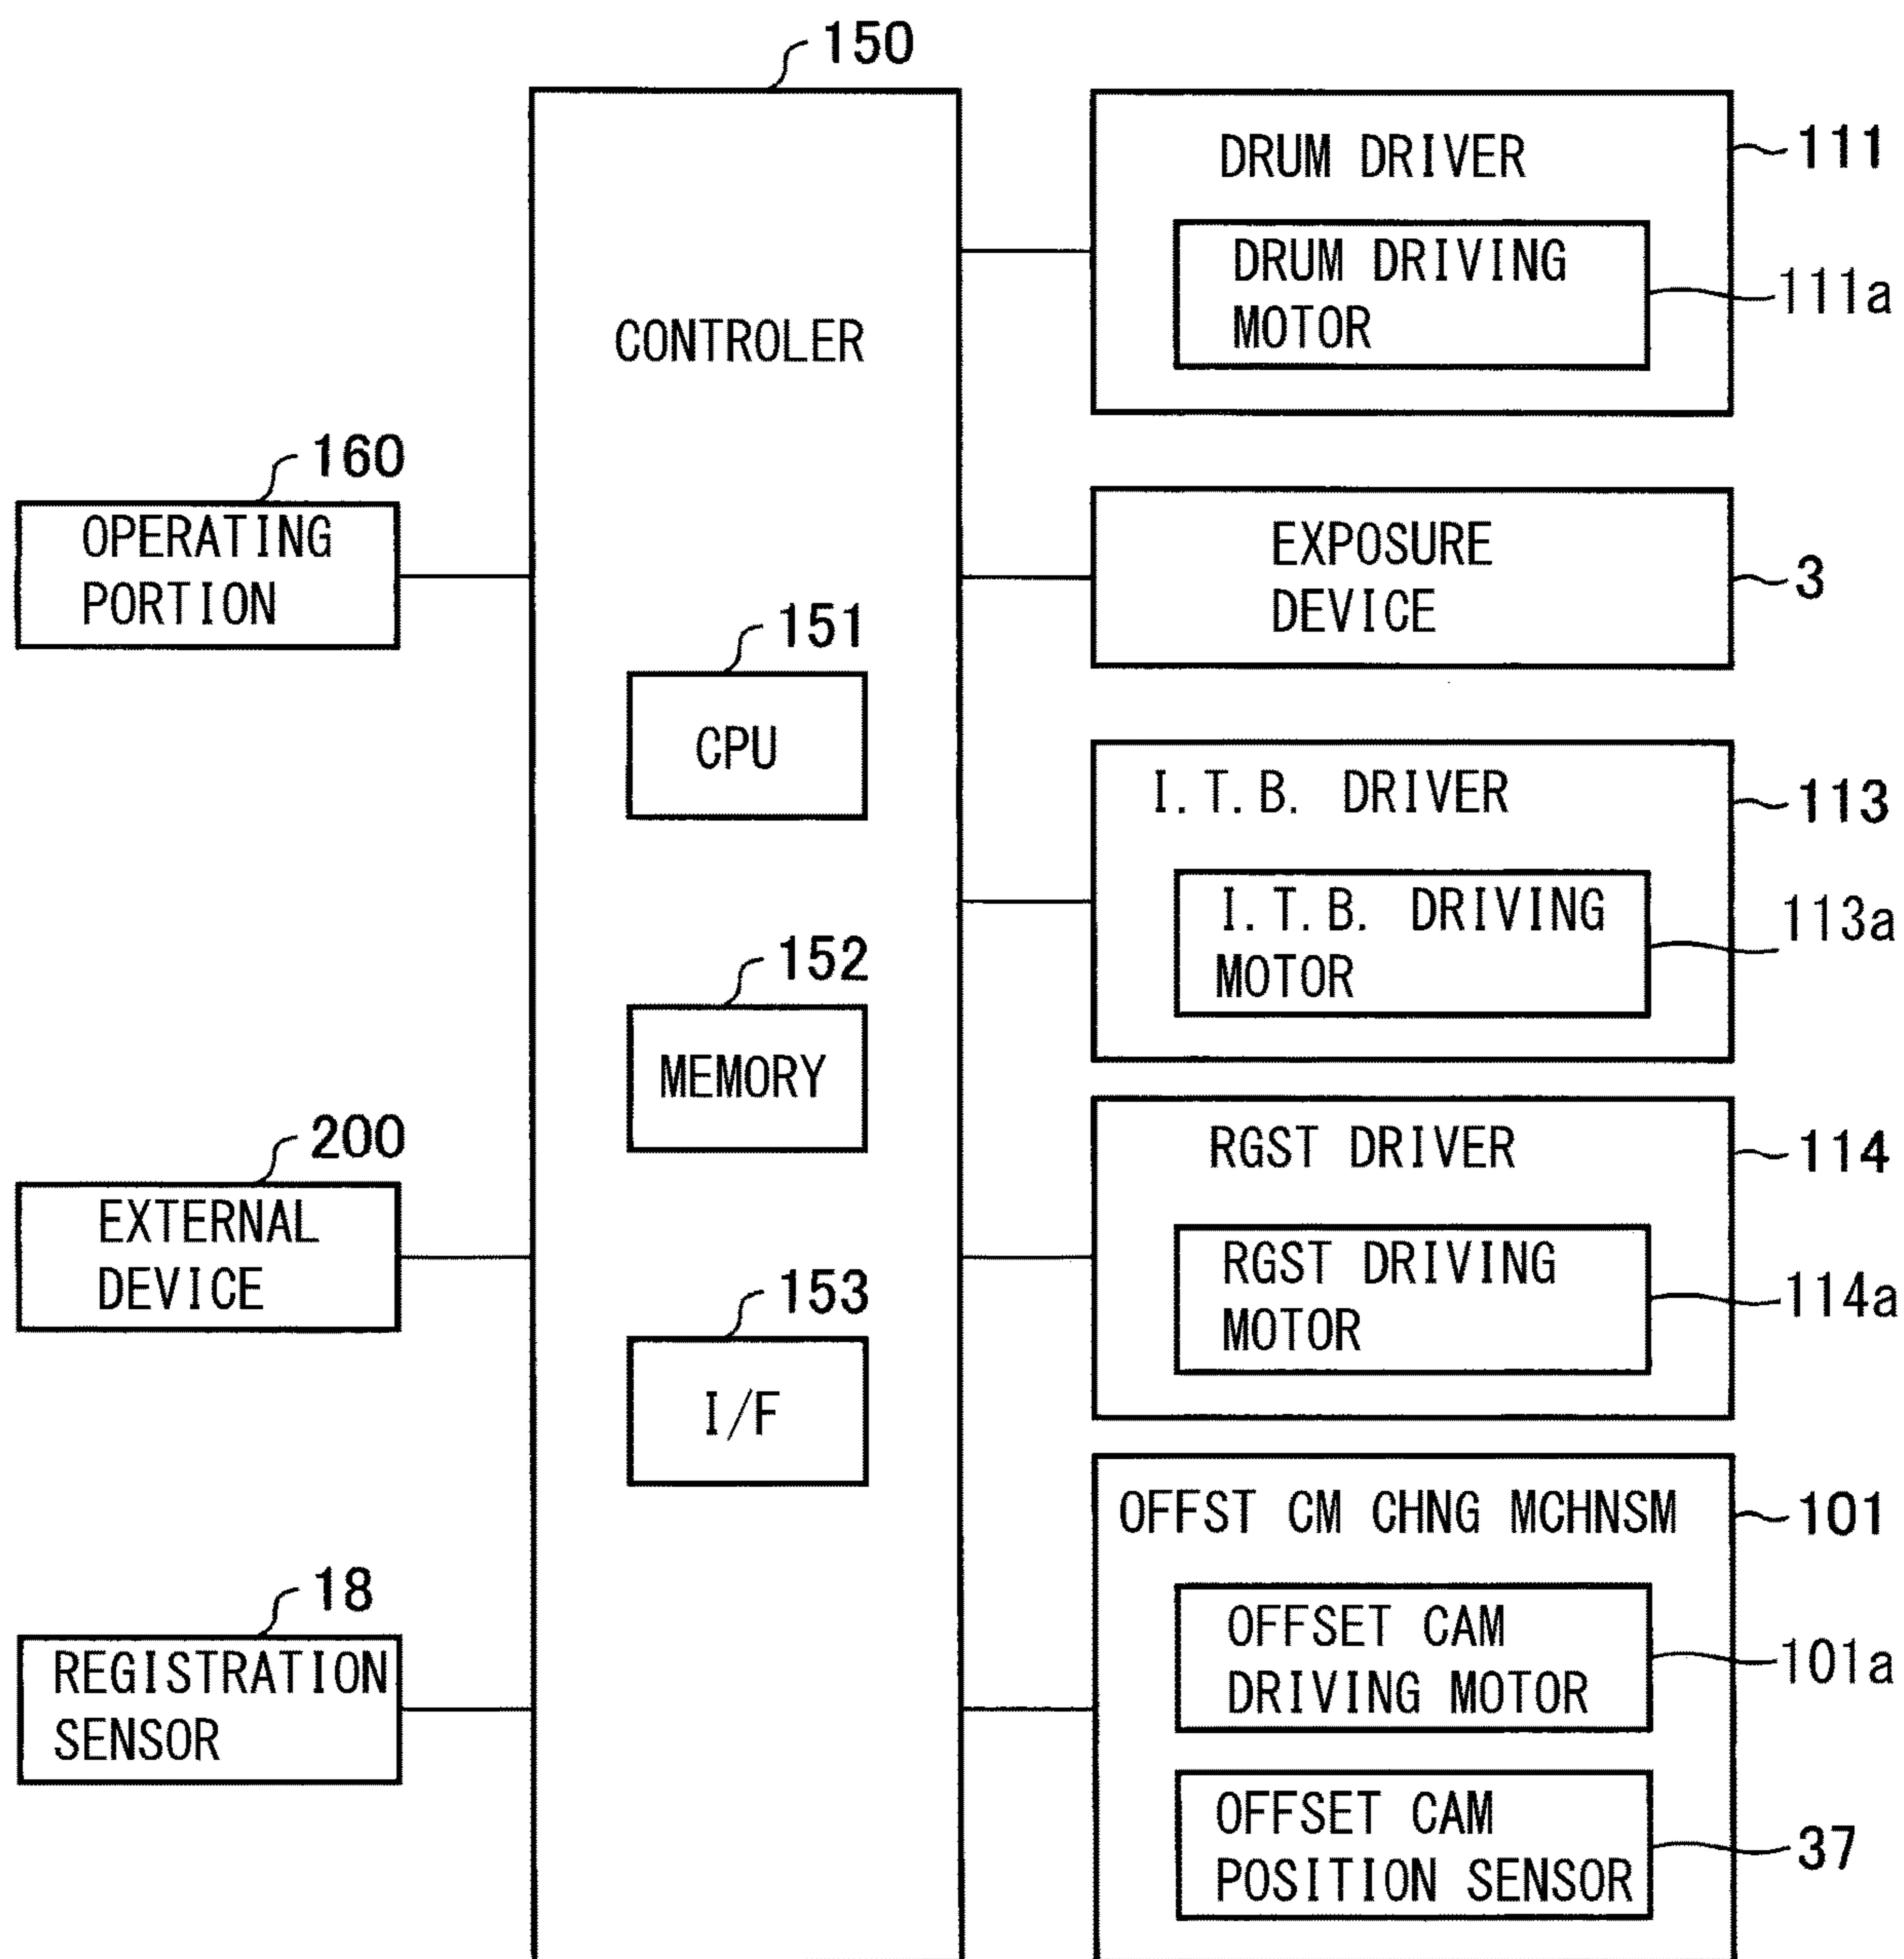 150
CONTROLER
151
CPU
152
MEMORY
153
I/F
160
OPERATING
PORTION
200
EXTERNAL
DEVICE
18
REGISTRATION
SENSOR
DRUM DRIVER
111
DRUM DRIVING
MOTOR
111a
EXPOSURE
DEVICE
3
I.T.B. DRIVER
113
I.T.B. DRIVING
MOTOR
113a
RGST DRIVER
114
RGST DRIVING
MOTOR
114a
OFFST CM CHNG MCHNSM
101
OFFSET CAM
DRIVING MOTOR
101a
OFFSET CAM
POSITION SENSOR
37